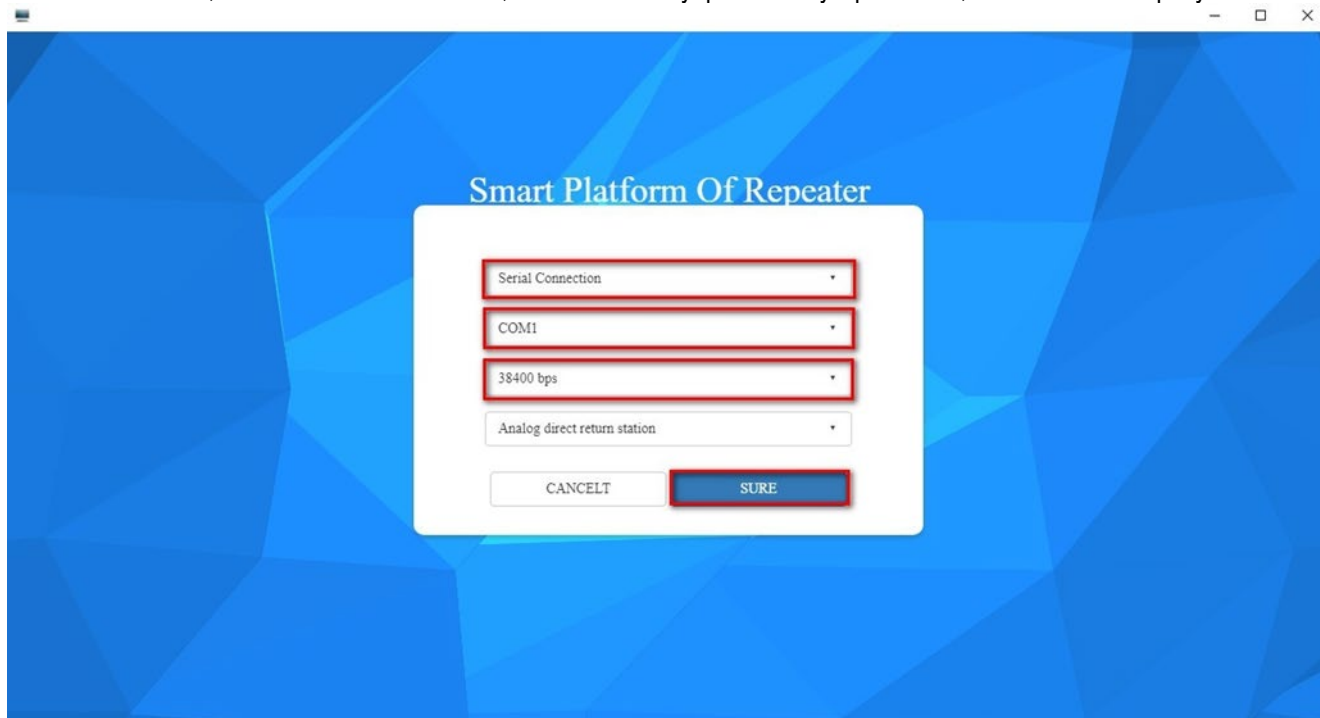 Smart Platform Of Repeater
Serial Connection
COM1
38400 bps
Analog direct return station
CANCELT
SURE